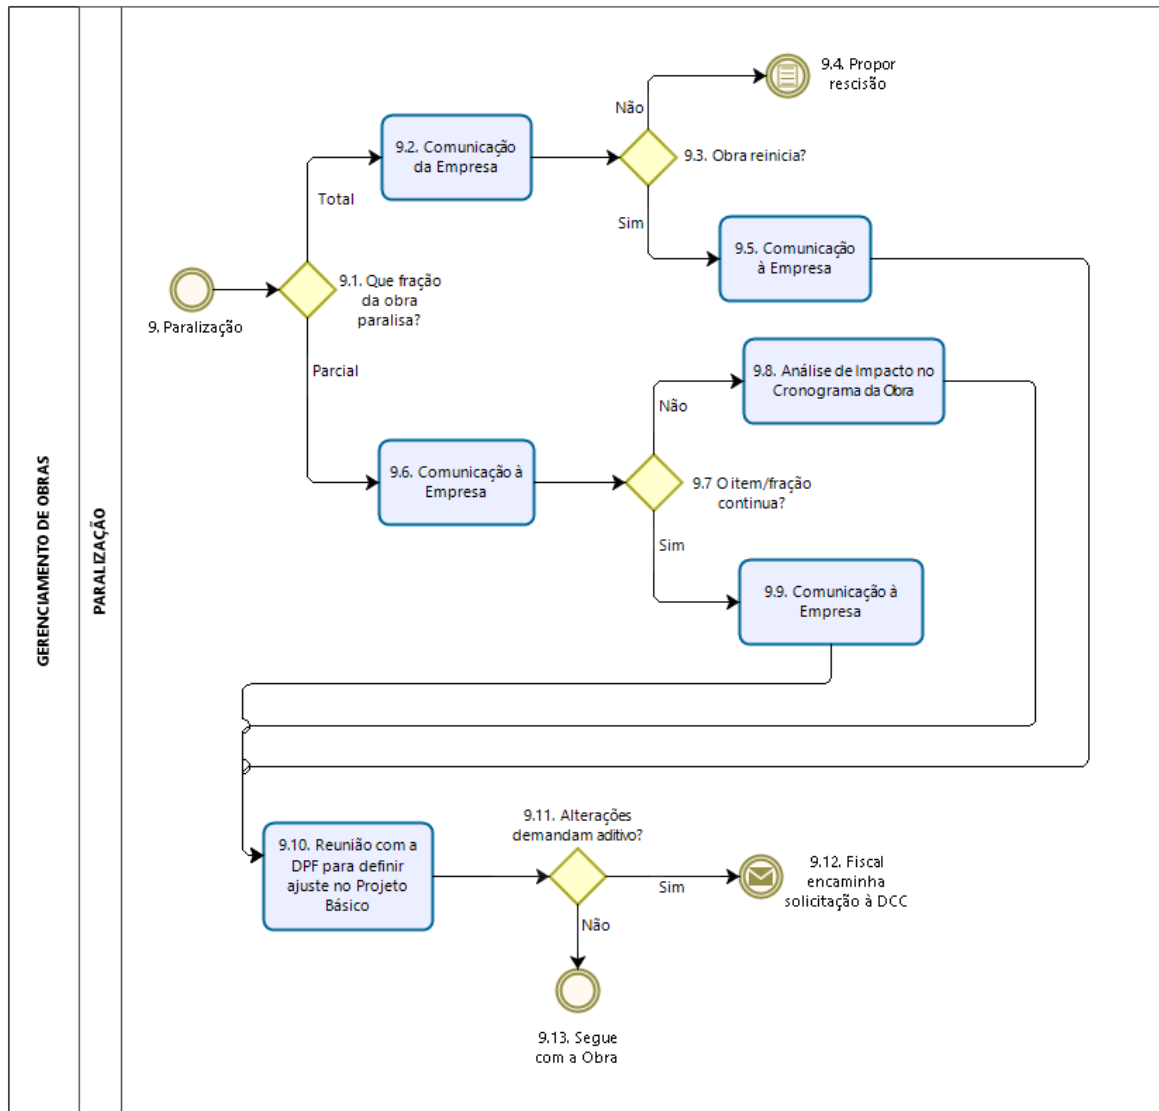 GERENCIAMENTO DE OBRAS
PARALIZAÇÃO
9. Paralização
9.1. Que fração
da obra
paralisa?
Total
Parcial
9.2. Comunicação
da Empresa
9.3. Obra reinicia?
Não
Sim
9.4. Propor
rescisão
9.5. Comunicação
à Empresa
9.6. Comunicação à
Empresa
9.7 O item/fração
continua?
Não
Sim
9.8. Análise de Impacto no
Cronograma da Obra
9.9. Comunicação à
Empresa
9.10. Reunião com a
DPF para definir
ajuste no Projeto
Básico
9.11. Alterações
demandam aditivo?
Sim
Não
9.12. Fiscal
encaminha
solicitação à DCC
9.13. Segue
com a Obra